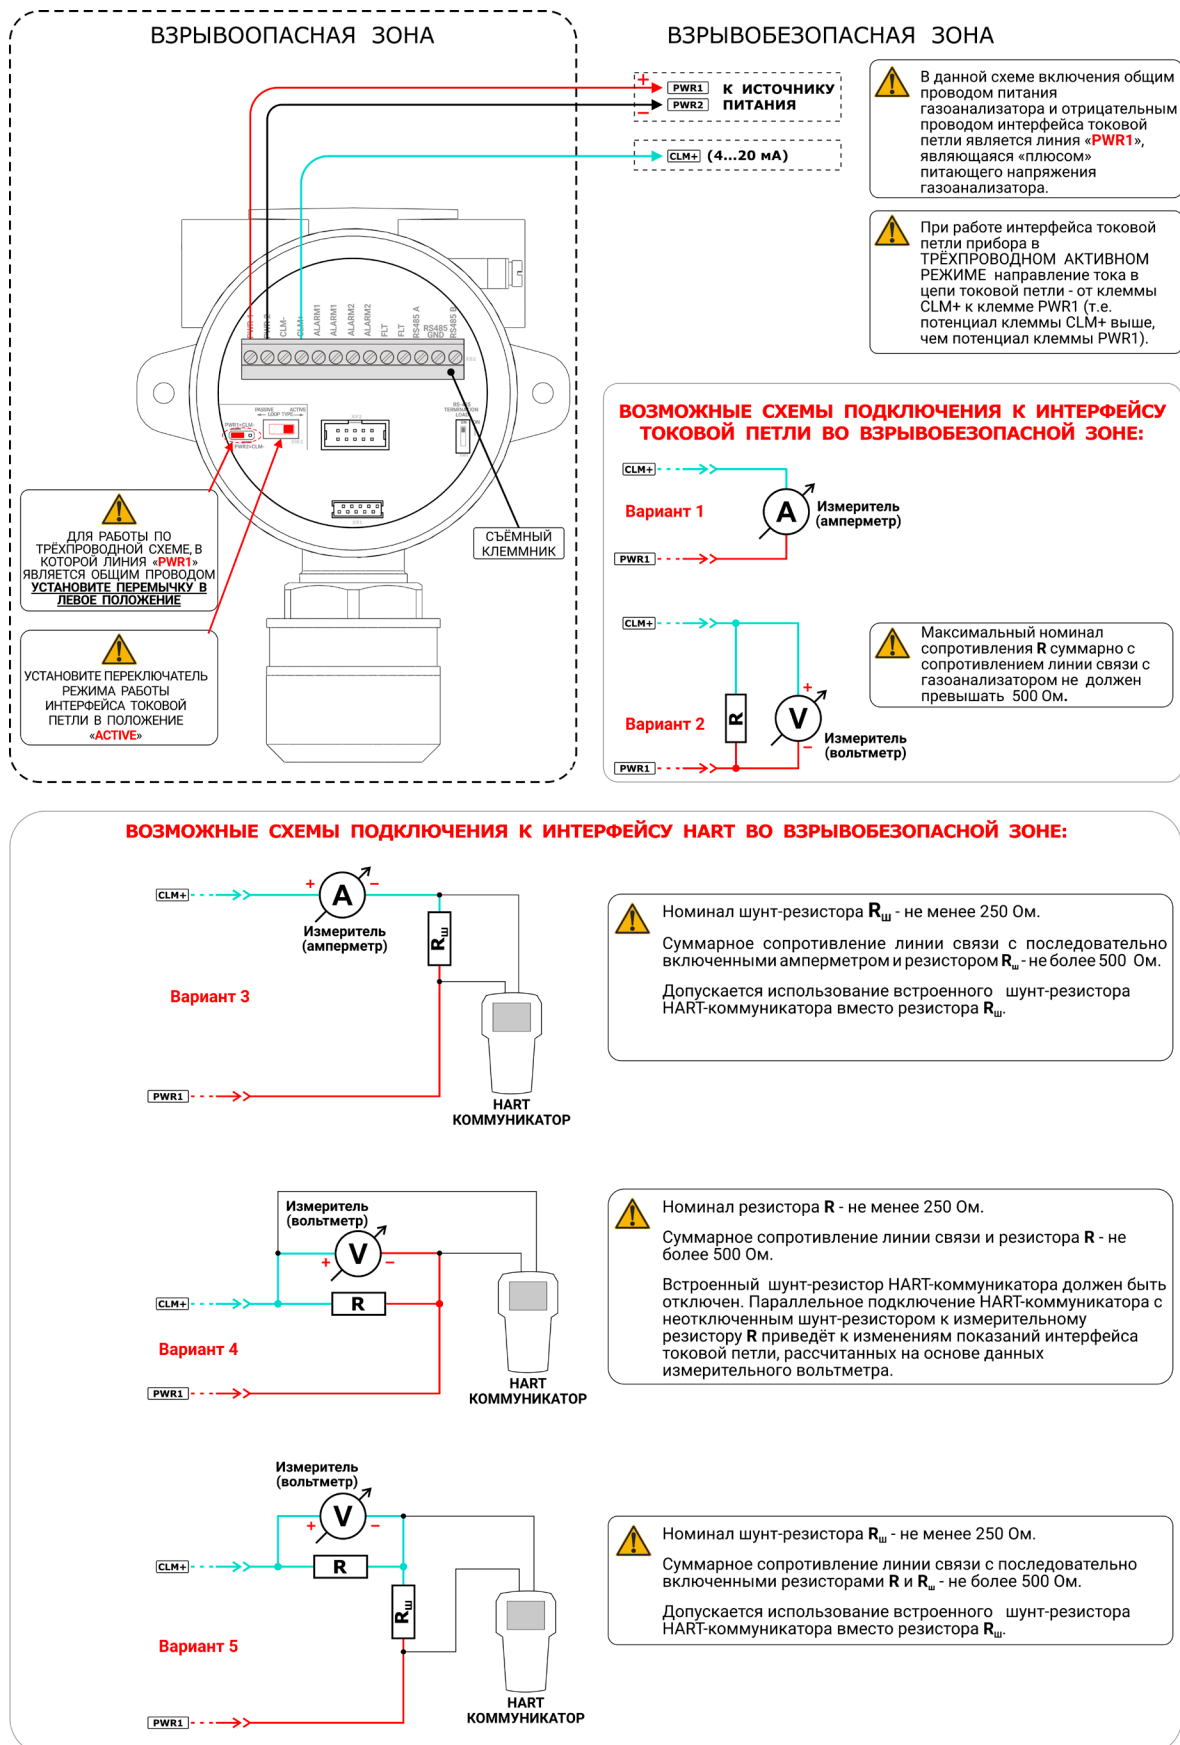 ВЗРЫВООПАСНАЯ ЗОНА
ВЗРЫВОБЕЗОПАСНАЯ ЗОНА
+
PWR1
К ИСТОЧНИКУ
PWR2
ПИТАНИЯ
−
CLM+ (4...20 мА)
В данной схеме включения общим
проводом питания
газоанализатора и отрицательным
проводом интерфейса токовой
петли является линия «PWR1»,
являющаяся «плюсом»
питающего напряжения
газоанализатора.
При работе интерфейса токовой
петли прибора в
ТРЁХПРОВОДНОМ АКТИВНОМ
РЕЖИМЕ направление тока в
цепи токовой петли - от клеммы
CLM+ к клемме PWR1 (т.е.
потенциал клеммы CLM+ выше,
чем потенциал клеммы PWR1).
PWR 1
PWR 2
CLM-
CLM+
ALARM1
ALARM1
ALARM2
ALARM2
FLT
FLT
RS485 A
RS485
GND
RS485 B
PASSIVE
ACTIVE
LOOP TYPE
PWR1=CLM-
PWR2=CLM-
RS-485
TERMINATION
LOAD
ON
ДЛЯ РАБОТЫ ПО
ТРЁХПРОВОДНОЙ СХЕМЕ, В
КОТОРОЙ ЛИНИЯ «PWR1»
ЯВЛЯЕТСЯ ОБЩИМ ПРОВОДОМ
УСТАНОВИТЕ ПЕРЕМЫЧКУ В
ЛЕВОЕ ПОЛОЖЕНИЕ
УСТАНОВИТЕ ПЕРЕКЛЮЧАТЕЛЬ
РЕЖИМА РАБОТЫ
ИНТЕРФЕЙСА ТОКОВОЙ
ПЕТЛИ В ПОЛОЖЕНИЕ
«ACTIVE»
СЪЁМНЫЙ
КЛЕММНИК
ВОЗМОЖНЫЕ СХЕМЫ ПОДКЛЮЧЕНИЯ К ИНТЕРФЕЙСУ
ТОКОВОЙ ПЕТЛИ ВО ВЗРЫВОБЕЗОПАСНОЙ ЗОНЕ:
CLM+
Вариант 1
A
Измеритель
(амперметр)
PWR1
CLM+
Вариант 2
R
+
V
−
Измеритель
(вольтметр)
PWR1
Максимальный номинал
сопротивления R суммарно с
сопротивлением линии связи с
газоанализатором не должен
превышать 500 Ом.
ВОЗМОЖНЫЕ СХЕМЫ ПОДКЛЮЧЕНИЯ К ИНТЕРФЕЙСУ HART ВО ВЗРЫВОБЕЗОПАСНОЙ ЗОНЕ:
CLM+
+
A
−
Измеритель
(амперметр)
Rш
Вариант 3
PWR1
HART
КОММУНИКАТОР
Номинал шунт-резистора Rш - не менее 250 Ом.
Суммарное сопротивление линии связи с последовательно
включенными амперметром и резистором Rш - не более 500 Ом.
Допускается использование встроенного шунт-резистора
HART-коммуникатора вместо резистора Rш.
Измеритель
(вольтметр)
+
V
−
CLM+
R
Вариант 4
PWR1
HART
КОММУНИКАТОР
Номинал резистора R - не менее 250 Ом.
Суммарное сопротивление линии связи и резистора R - не
более 500 Ом.
Встроенный шунт-резистор HART-коммуникатора должен быть
отключен. Параллельное подключение HART-коммуникатора с
неотключенным шунт-резистором к измерительному
резистору R приведёт к изменениям показаний интерфейса
токовой петли, рассчитанных на основе данных
измерительного вольтметра.
Измеритель
(вольтметр)
+
V
−
CLM+
R
Rш
Вариант 5
PWR1
HART
КОММУНИКАТОР
Номинал шунт-резистора Rш - не менее 250 Ом.
Суммарное сопротивление линии связи с последовательно
включенными резисторами R и Rш - не более 500 Ом.
Допускается использование встроенного шунт-резистора
HART-коммуникатора вместо резистора Rш.